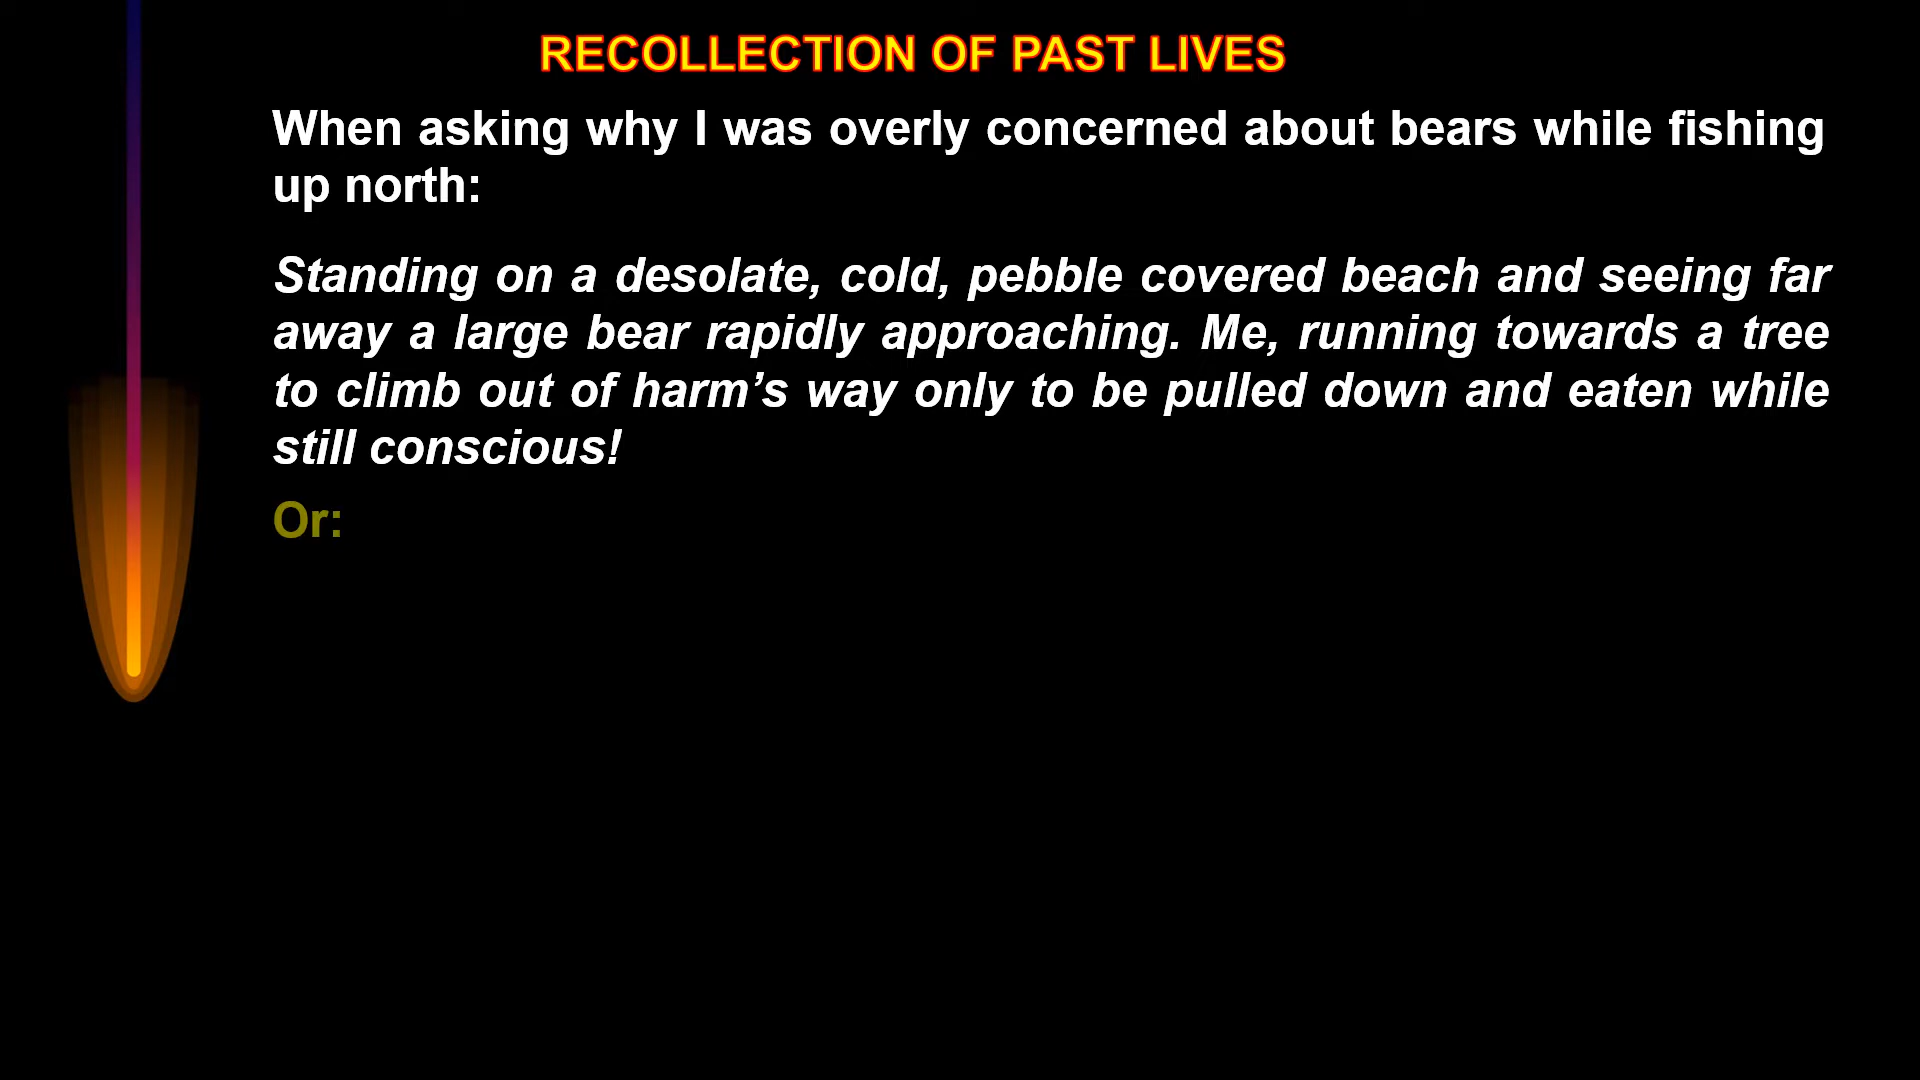 RECOLLECTION OF PAST LIVES
When asking why I was overly concerned about bears while fishing
up north:
Standing on a desolate, cold, pebble covered beach and seeing far
away a large bear rapidly approaching. Me, running towards a tree
to climb out of harm’s way only to be pulled down and eaten while
still conscious!
Or: